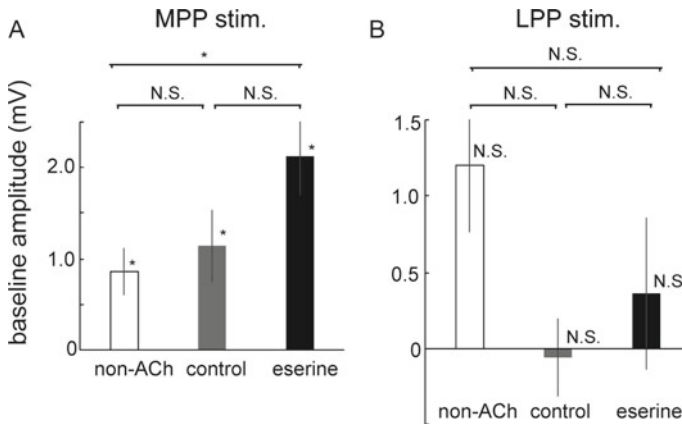 A
MPP stim.
*
N.S.
N.S.
baseline amplitude (mV)
2.0
1.0
0
*
*
*
non-ACh
control
eserine
B
LPP stim.
N.S.
N.S.
N.S.
1.5
1.0
0.5
0
N.S.
N.S.
N.S
non-ACh
control
eserine